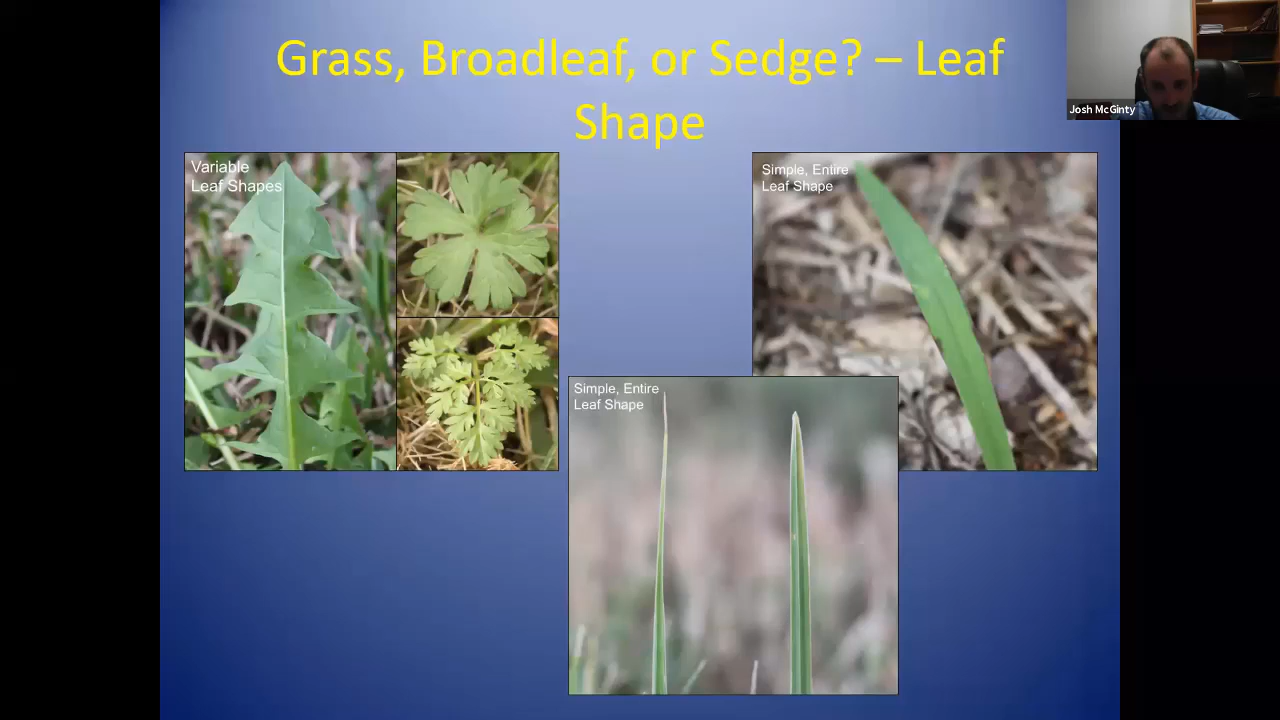 Grass, Broadleaf, or Sedge? – Leaf
Shape
Josh McGinty
Variable
Leaf Shapes
Simple, Entire
Leaf Shape
Simple, Entire
Leaf Shape